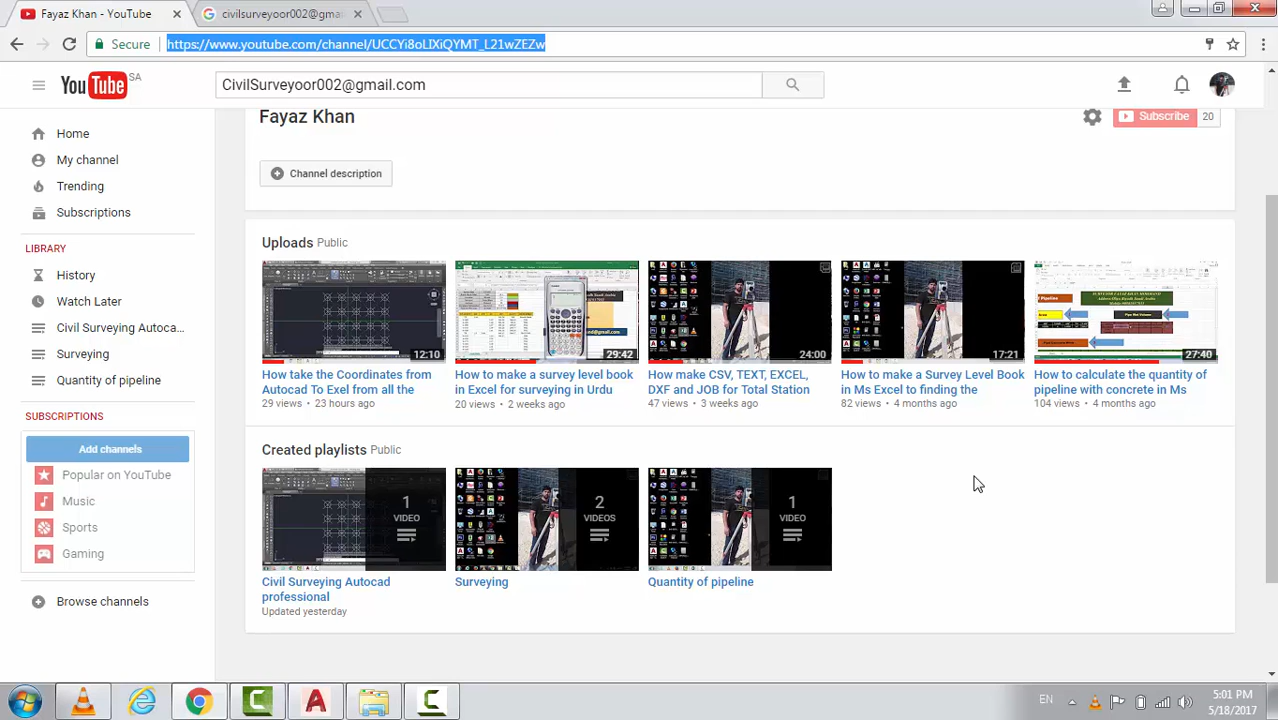 Fayaz Khan - YouTube
civilsurveyoor002@gma
Secure
https://www.youtube.com/channel/UCCYi8oLIXiQYMT_L21wZEZw
YouTube SA
CivilSurveyoor002@gmail.com
Fayaz Khan
Subscribe 20
Channel description
Home
My channel
Trending
Subscriptions
LIBRARY
History
Watch Later
Civil Surveying Autoca...
Surveying
Quantity of pipeline
SUBSCRIPTIONS
Add channels
Popular on YouTube
Music
Sports
Gaming
Browse channels
Uploads Public
12:10
29:42
24:00
17:21
27:40
How take the Coordinates from
Autocad To Exel from all the
29 views • 23 hours ago
How to make a survey level book
in Excel for surveying in Urdu
20 views • 2 weeks ago
How make CSV, TEXT, EXCEL,
DXF and JOB for Total Station
47 views • 3 weeks ago
How to make a Survey Level Book
in Ms Excel to finding the
82 views • 4 months ago
How to calculate the quantity of
pipeline with concrete in Ms
104 views • 4 months ago
Created playlists Public
1
VIDEO
2
VIDEOS
1
VIDEO
Civil Surveying Autocad
professional
Updated yesterday
Surveying
Quantity of pipeline
EN
5:01 PM
5/18/2017